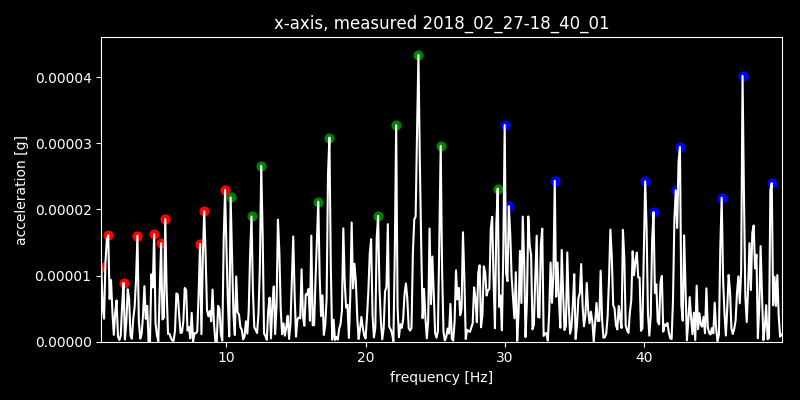 x-axis, measured 2018_02_27-18_40_01
acceleration [g]
0.00004
0.00003
0.00002
0.00001
0.00000
10 20 30 40
frequency [Hz]